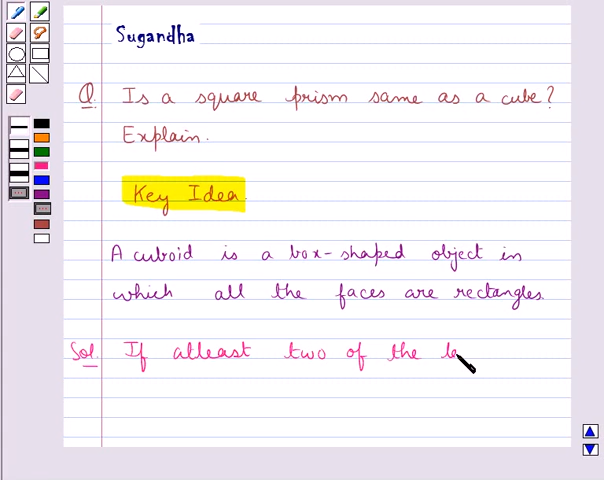 Sugandha
Q. Is a square prism same as a cube?
Explain.
Key Idea.
A cuboid is a box-shaped object in
which all the faces are rectangles.
Sol. If atleast two of the le